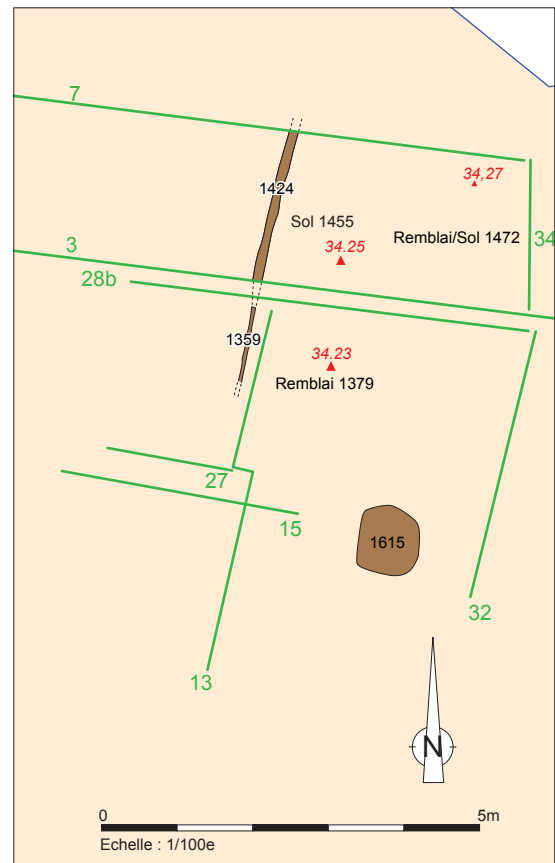 7
34,27
1424
Sol 1455
34.25
Remblai/Sol 1472
34
3
28b
1359
34.23
Remblai 1379
27
15
1615
32
13
N
0 5m
Echelle : 1/100e